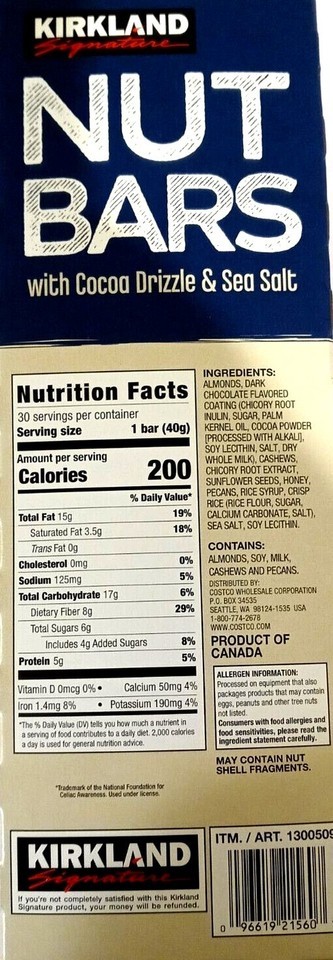 KIRKLAND
Signature
NUT
BARS
with Cocoa Drizzle & Sea Salt
Nutrition Facts
30 servings per container
Serving size 1 bar (40g)
Amount per serving
Calories 200
% Daily Value*
Total Fat 15g 19%
Saturated Fat 3.5g 18%
Trans Fat 0g
Cholesterol 0mg 0%
Sodium 125mg 5%
Total Carbohydrate 17g 6%
Dietary Fiber 8g 29%
Total Sugars 6g
Includes 4g Added Sugars 8%
Protein 5g 5%
Vitamin D 0mcg 0% • Calcium 50mg 4%
Iron 1.4mg 8% • Potassium 190mg 4%
*The % Daily Value (DV) tells you how much a nutrient in
a serving of food contributes to a daily diet. 2,000 calories
a day is used for general nutrition advice.
*Trademark of the National Foundation for
Celiac Awareness. Used under license.
INGREDIENTS:
ALMONDS, DARK
CHOCOLATE FLAVORED
COATING (CHICORY ROOT
INULIN, SUGAR, PALM
KERNEL OIL, COCOA POWDER
[PROCESSED WITH ALKALI],
SOY LECITHIN, SALT, DRY
WHOLE MILK), CASHEWS,
CHICORY ROOT EXTRACT,
SUNFLOWER SEEDS, HONEY,
PECANS, RICE SYRUP, CRISP
RICE (RICE FLOUR, SUGAR,
CALCIUM CARBONATE, SALT),
SEA SALT, SOY LECITHIN.
CONTAINS:
ALMONDS, SOY, MILK,
CASHEWS AND PECANS.
DISTRIBUTED BY:
COSTCO WHOLESALE CORPORATION
P.O. BOX 34535
SEATTLE, WA 98124-1535 USA
1-800-774-2678
WWW.COSTCO.COM
PRODUCT OF
CANADA
ALLERGEN INFORMATION:
Processed on equipment that also
packages products that may contain
eggs, peanuts and other tree nuts
not listed.
Consumers with food allergies and
food sensitivities, please read the
ingredient statement carefully.
MAY CONTAIN NUT
SHELL FRAGMENTS.
KIRKLAND
Signature
If you're not completely satisfied with this Kirkland
Signature product, your money will be refunded.
ITM. / ART. 1300509
0 96619 21560